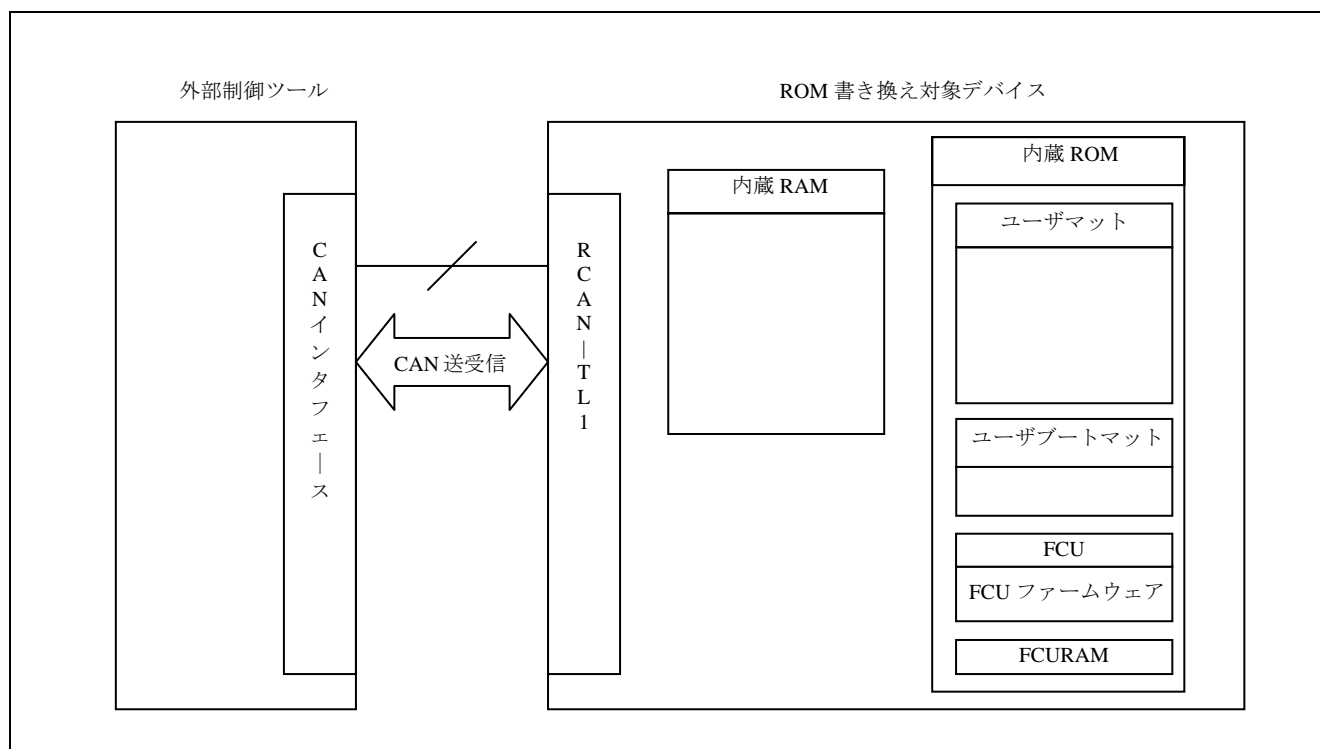 外部制御ツール
ROM 書き換え対象デバイス
CANインタフェース
CAN 送受信
RCAN―TL1
内蔵 RAM
内蔵 ROM
ユーザマット
ユーザブートマット
FCU
FCU ファームウェア
FCURAM